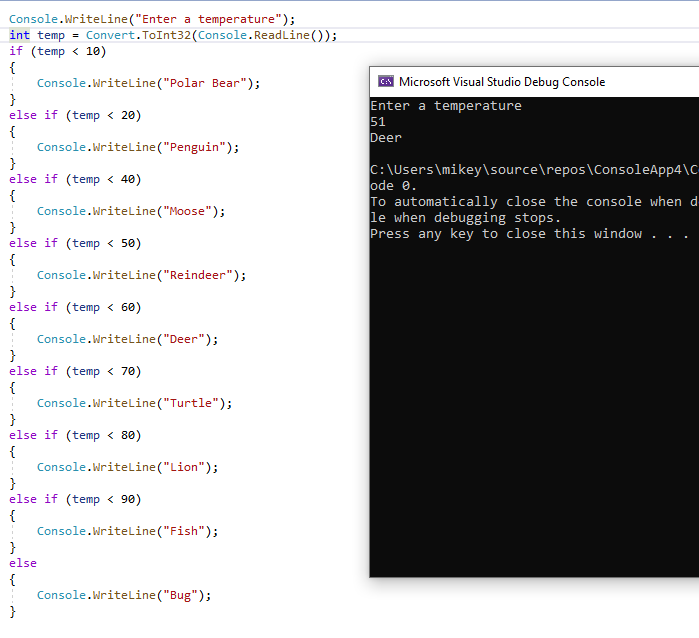 Console.WriteLine("Enter a temperature");
int temp = Convert.ToInt32(Console.ReadLine());
if (temp < 10)
{
    Console.WriteLine("Polar Bear");
}
else if (temp < 20)
{
    Console.WriteLine("Penguin");
}
else if (temp < 40)
{
    Console.WriteLine("Moose");
}
else if (temp < 50)
{
    Console.WriteLine("Reindeer");
}
else if (temp < 60)
{
    Console.WriteLine("Deer");
}
else if (temp < 70)
{
    Console.WriteLine("Turtle");
}
else if (temp < 80)
{
    Console.WriteLine("Lion");
}
else if (temp < 90)
{
    Console.WriteLine("Fish");
}
else
{
    Console.WriteLine("Bug");
}
Microsoft Visual Studio Debug Console
Enter a temperature
51
Deer
C:\Users\mikey\source\repos\ConsoleApp4\C
ode 0.
To automatically close the console when d
le when debugging stops.
Press any key to close this window . . .